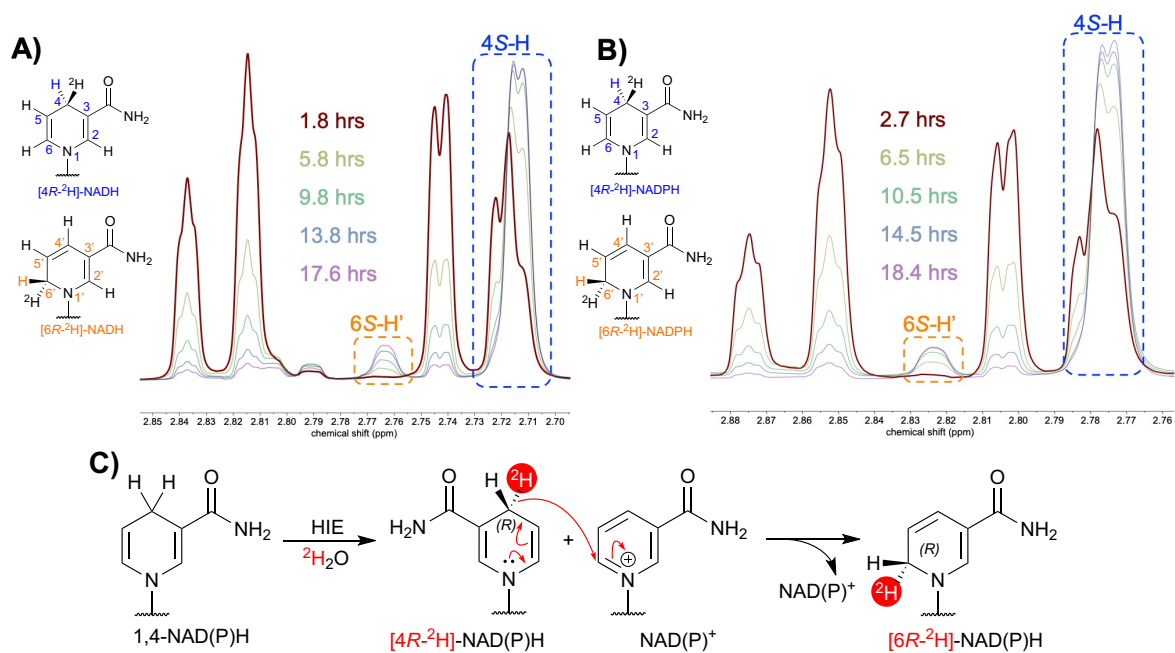 A)
4S-H
H ²H O
4 3
NH₂
5 2
H 6 N 1 H
[4R-²H]-NADH
H O
4' 3'
NH₂
5' 2'
H 6' N 1' H
²H
[6R-²H]-NADH
1.8 hrs
5.8 hrs
9.8 hrs
13.8 hrs
17.6 hrs
6S-H'
2.85 2.84 2.83 2.82 2.81 2.80 2.79 2.78 2.77 2.76 2.75 2.74 2.73 2.72 2.71 2.70
chemical shift (ppm)
B)
4S-H
H ²H O
H 4 3
NH₂
5 2
H 6 N 1 H
[4R-²H]-NADPH
H O
4' 3'
NH₂
5' 2'
H 6' N 1' H
²H
[6R-²H]-NADPH
2.7 hrs
6.5 hrs
10.5 hrs
14.5 hrs
18.4 hrs
6S-H'
2.88 2.87 2.86 2.85 2.84 2.83 2.82 2.81 2.80 2.79 2.78 2.77 2.76
chemical shift (ppm)
C)
H H O
NH₂
N
1,4-NAD(P)H
HIE
²H₂O
O H ²H
H₂N (R)
N
[4R-²H]-NAD(P)H
+
O
NH₂
+
N
NAD(P)⁺
NAD(P)⁺
O
(R) NH₂
H
²H N
[6R-²H]-NAD(P)H